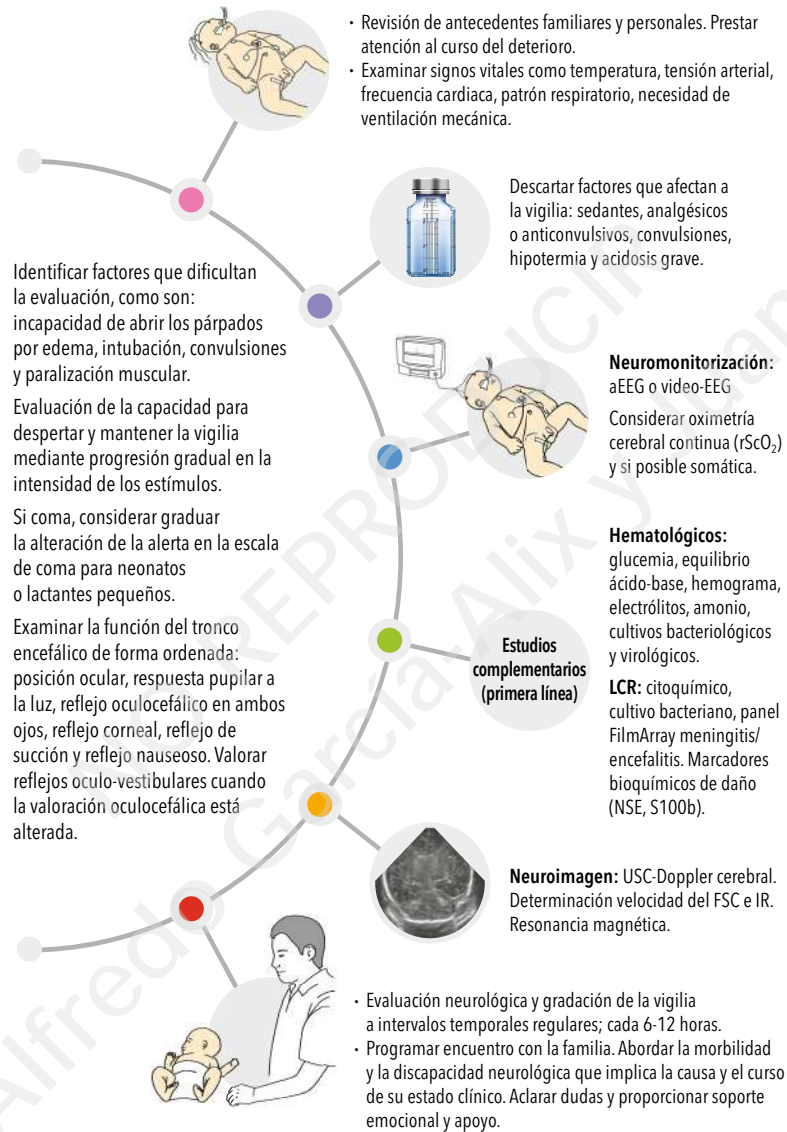 · Revisión de antecedentes familiares y personales. Prestar
atención al curso del deterioro.
· Examinar signos vitales como temperatura, tensión arterial,
frecuencia cardiaca, patrón respiratorio, necesidad de
ventilación mecánica.
Descartar factores que afectan a
la vigilia: sedantes, analgésicos
o anticonvulsivos, convulsiones,
hipotermia y acidosis grave.
Identificar factores que dificultan
la evaluación, como son:
incapacidad de abrir los párpados
por edema, intubación, convulsiones
y paralización muscular.
Evaluación de la capacidad para
despertar y mantener la vigilia
mediante progresión gradual en la
intensidad de los estímulos.
Si coma, considerar graduar
la alteración de la alerta en la escala
de coma para neonatos
o lactantes pequeños.
Examinar la función del tronco
encefálico de forma ordenada:
posición ocular, respuesta pupilar a
la luz, reflejo oculocefálico en ambos
ojos, reflejo corneal, reflejo de
succión y reflejo nauseoso. Valorar
reflejos oculo-vestibulares cuando
la valoración oculocefálica está
alterada.
Neuromonitorización:
aEEG o video-EEG
Considerar oximetría
cerebral continua (rScO₂)
y si posible somática.
Estudios
complementarios
(primera línea)
Hematológicos:
glucemia, equilibrio
ácido-base, hemograma,
electrólitos, amonio,
cultivos bacteriológicos
y virológicos.
LCR: citoquímico,
cultivo bacteriano, panel
FilmArray meningitis/
encefalitis. Marcadores
bioquímicos de daño
(NSE, S100b).
Neuroimagen: USC-Doppler cerebral.
Determinación velocidad del FSC e IR.
Resonancia magnética.
· Evaluación neurológica y gradación de la vigilia
a intervalos temporales regulares; cada 6-12 horas.
· Programar encuentro con la familia. Abordar la morbilidad
y la discapacidad neurológica que implica la causa y el curso
de su estado clínico. Aclarar dudas y proporcionar soporte
emocional y apoyo.
NO REPRODUCIR
Alfredo García-Alix y Juan